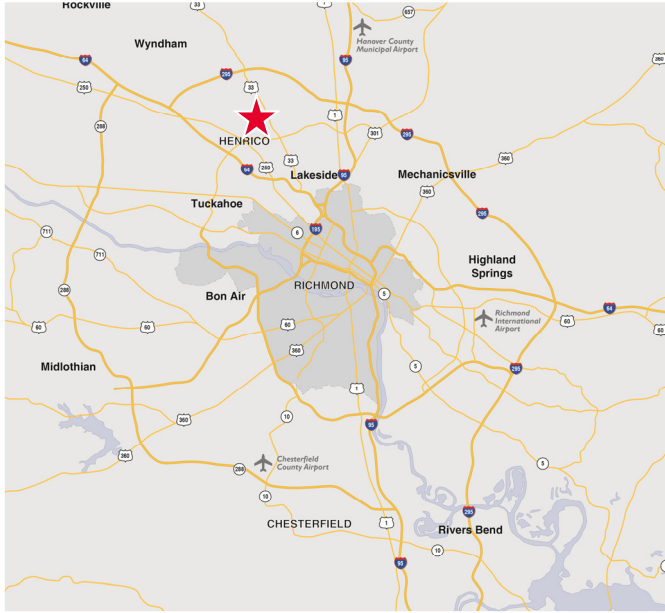 Rockville
33
657
Hanover County
Municipal Airport
Wyndham
64
95
360
295
33
250
1
288
301
295
HENRICO
33
360
64
250
Lakeside
95
Mechanicsville
360
Tuckahoe
295
711
6
195
711
Highland
Springs
288
RICHMOND
Bon Air
5
64
60
60
60
Richmond
International
Airport
60
60
360
Midlothian
5
295
1
10
360
95
360
Chesterfield
County Airport
288
5
10
295
CHESTERFIELD
1
Rivers Bend
10
95